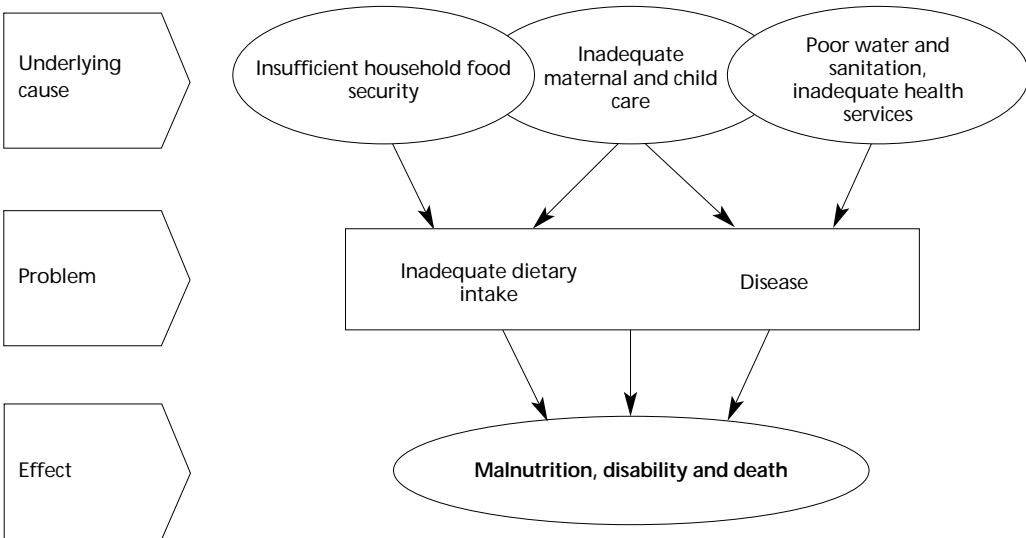 Underlying
cause
Insufficient household food
security
Inadequate
maternal and child
care
Poor water and
sanitation,
inadequate health
services
Problem
Inadequate dietary
intake
Disease
Effect
Malnutrition, disability and death